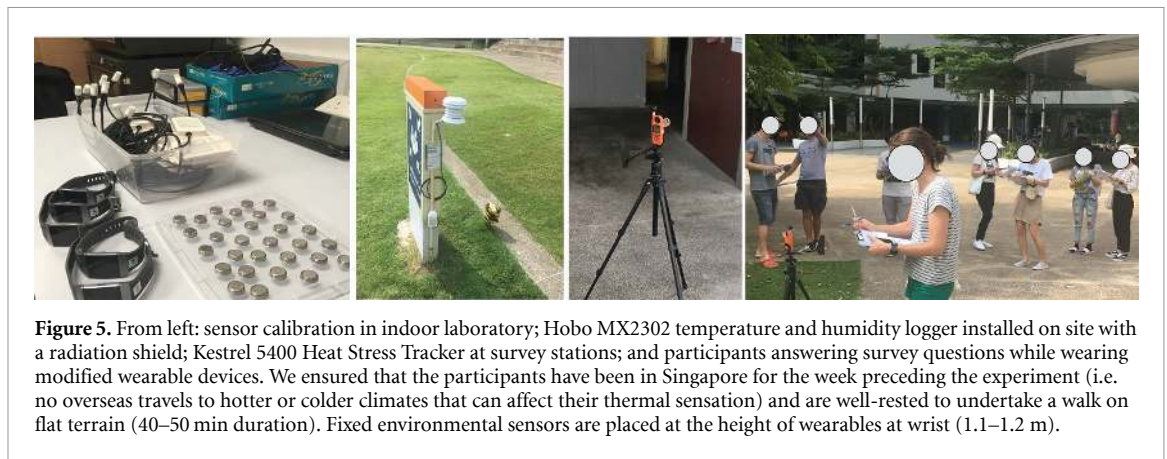 Figure 5. From left: sensor calibration in indoor laboratory; Hobo MX2302 temperature and humidity logger installed on site with
a radiation shield; Kestrel 5400 Heat Stress Tracker at survey stations; and participants answering survey questions while wearing
modified wearable devices. We ensured that the participants have been in Singapore for the week preceding the experiment (i.e.
no overseas travels to hotter or colder climates that can affect their thermal sensation) and are well-rested to undertake a walk on
flat terrain (40–50 min duration). Fixed environmental sensors are placed at the height of wearables at wrist (1.1–1.2 m).